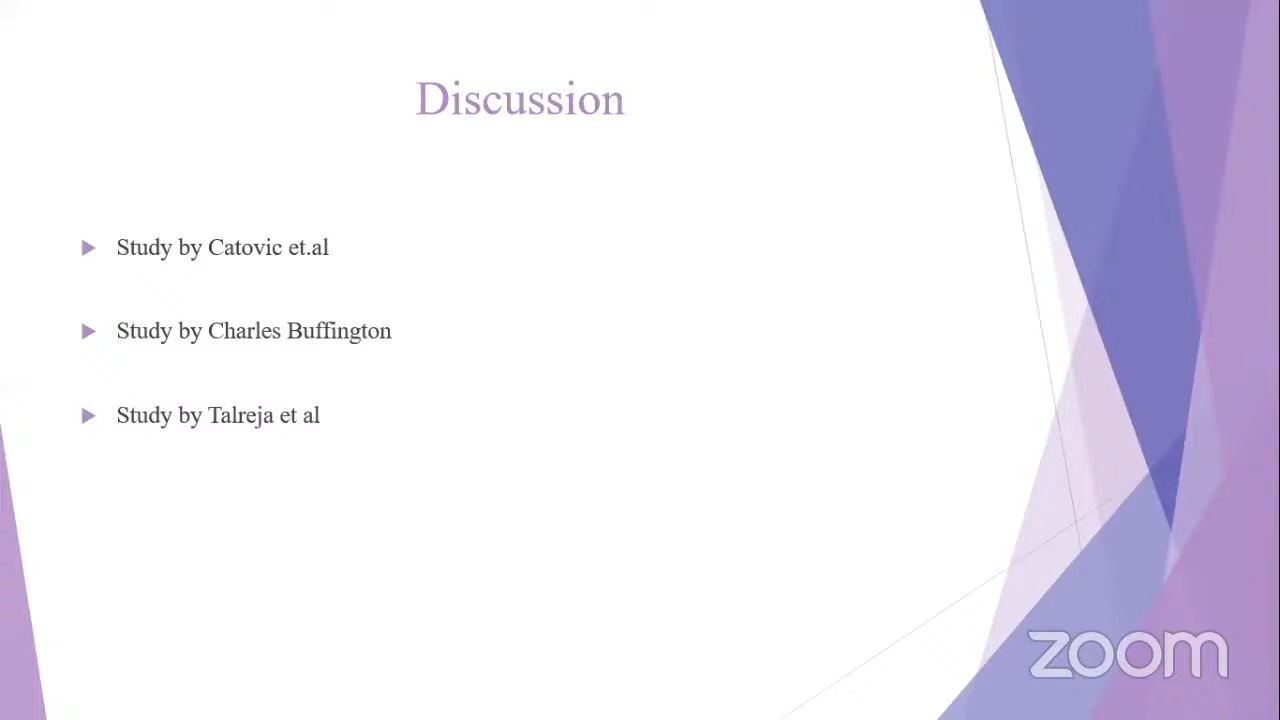 Discussion
Study by Catovic et.al
Study by Charles Buffington
Study by Talreja et al
zoom